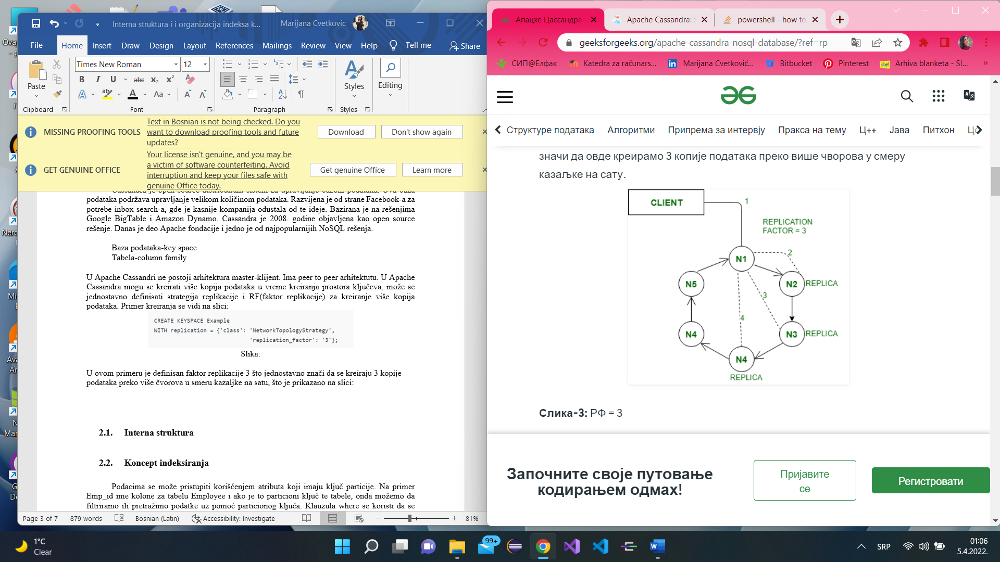 Interna struktura i i organizacija indeksa k...
Marijana Cvetkovic
File
Home
Insert
Draw
Design
Layout
References
Mailings
Review
View
Help
Tell me
Share
Times New Roman
12
Paste
Styles
Editing
Clipboard
Font
Paragraph
Styles
MISSING PROOFING TOOLS
Text in Bosnian is not being checked. Do you
want to download proofing tools and future
updates?
Download
Don't show again
GET GENUINE OFFICE
Your license isn't genuine, and you may be
a victim of software counterfeiting. Avoid
interruption and keep your files safe with
genuine Office today.
Get genuine Office
Learn more
Cassandra je open source distribuirani sistem za upravljanje bazom podataka. Ova baza
podataka podržava upravljanje velikom količinom podataka. Razvijena je od strane Facebook-a za
potrebe inbox search-a, gde je kasnije kompanija odustala od te ideje. Bazirana je na rešenjima
Google BigTable i Amazon Dynamo. Cassandra je 2008. godine objavljena kao open source
rešenje. Danas je deo Apache fondacije i jedno je od najpopularnijih NoSQL rešenja.
Baza podataka-key space
Tabela-column family
U Apache Cassandri ne postoji arhitektura master-klijent. Ima peer to peer arhitektutu. U Apache
Cassandra mogu se kreirati više kopija podataka u vreme kreiranja prostora ključeva, može se
jednostavno definisati strategija replikacije i RF(faktor replikacije) za kreiranje više kopija
podataka. Primer kreiranja se vidi na slici:
CREATE KEYSPACE Example
WITH replication = {'class': 'NetworkTopologyStrategy',
'replication_factor': '3'};
Slika:
U ovom primeru je definisan faktor replikacije 3 što jednostavno znači da se kreiraju 3 kopije
podataka preko više čvorova u smeru kazaljke na satu, što je prikazano na slici:
2.1. Interna struktura
2.2. Koncept indeksiranja
Podacima se može pristupiti korišćenjem atributa koji imaju ključ particije. Na primer
Emp_id ime kolone za tabelu Employee i ako je to particioni ključ te tabele, onda možemo da
filtriramo ili pretražimo podatke uz pomoć particionog ključa. Klauzula where se koristi da se
Page 3 of 7
879 words
Bosnian (Latin)
Accessibility: Investigate
81%
Апацхе Цассандра
Apache Cassandra:
powershell - how to
geeksforgeeks.org/apache-cassandra-nosql-database/?ref=rp
СИП@Елфак
Katedra za računars...
Marijana Cvetković...
Bitbucket
Pinterest
Arhiva blanketa - Sl...
Структуре података
Алгоритми
Припрема за интервју
Пракса на тему
Ц++
Јава
Питхон
значи да овде креирамо 3 копије података преко више чворова у смеру
казаљке на сату.
CLIENT
1
REPLICATION
FACTOR = 3
N1
2
N5
N2
REPLICA
3
4
N4
N3
REPLICA
N4
REPLICA
Слика-3: РФ = 3
Започните своје путовање
кодирањем одмах!
Пријавите
се
Регистровати
1°C
Clear
99+
SRP
01:06
5.4.2022.